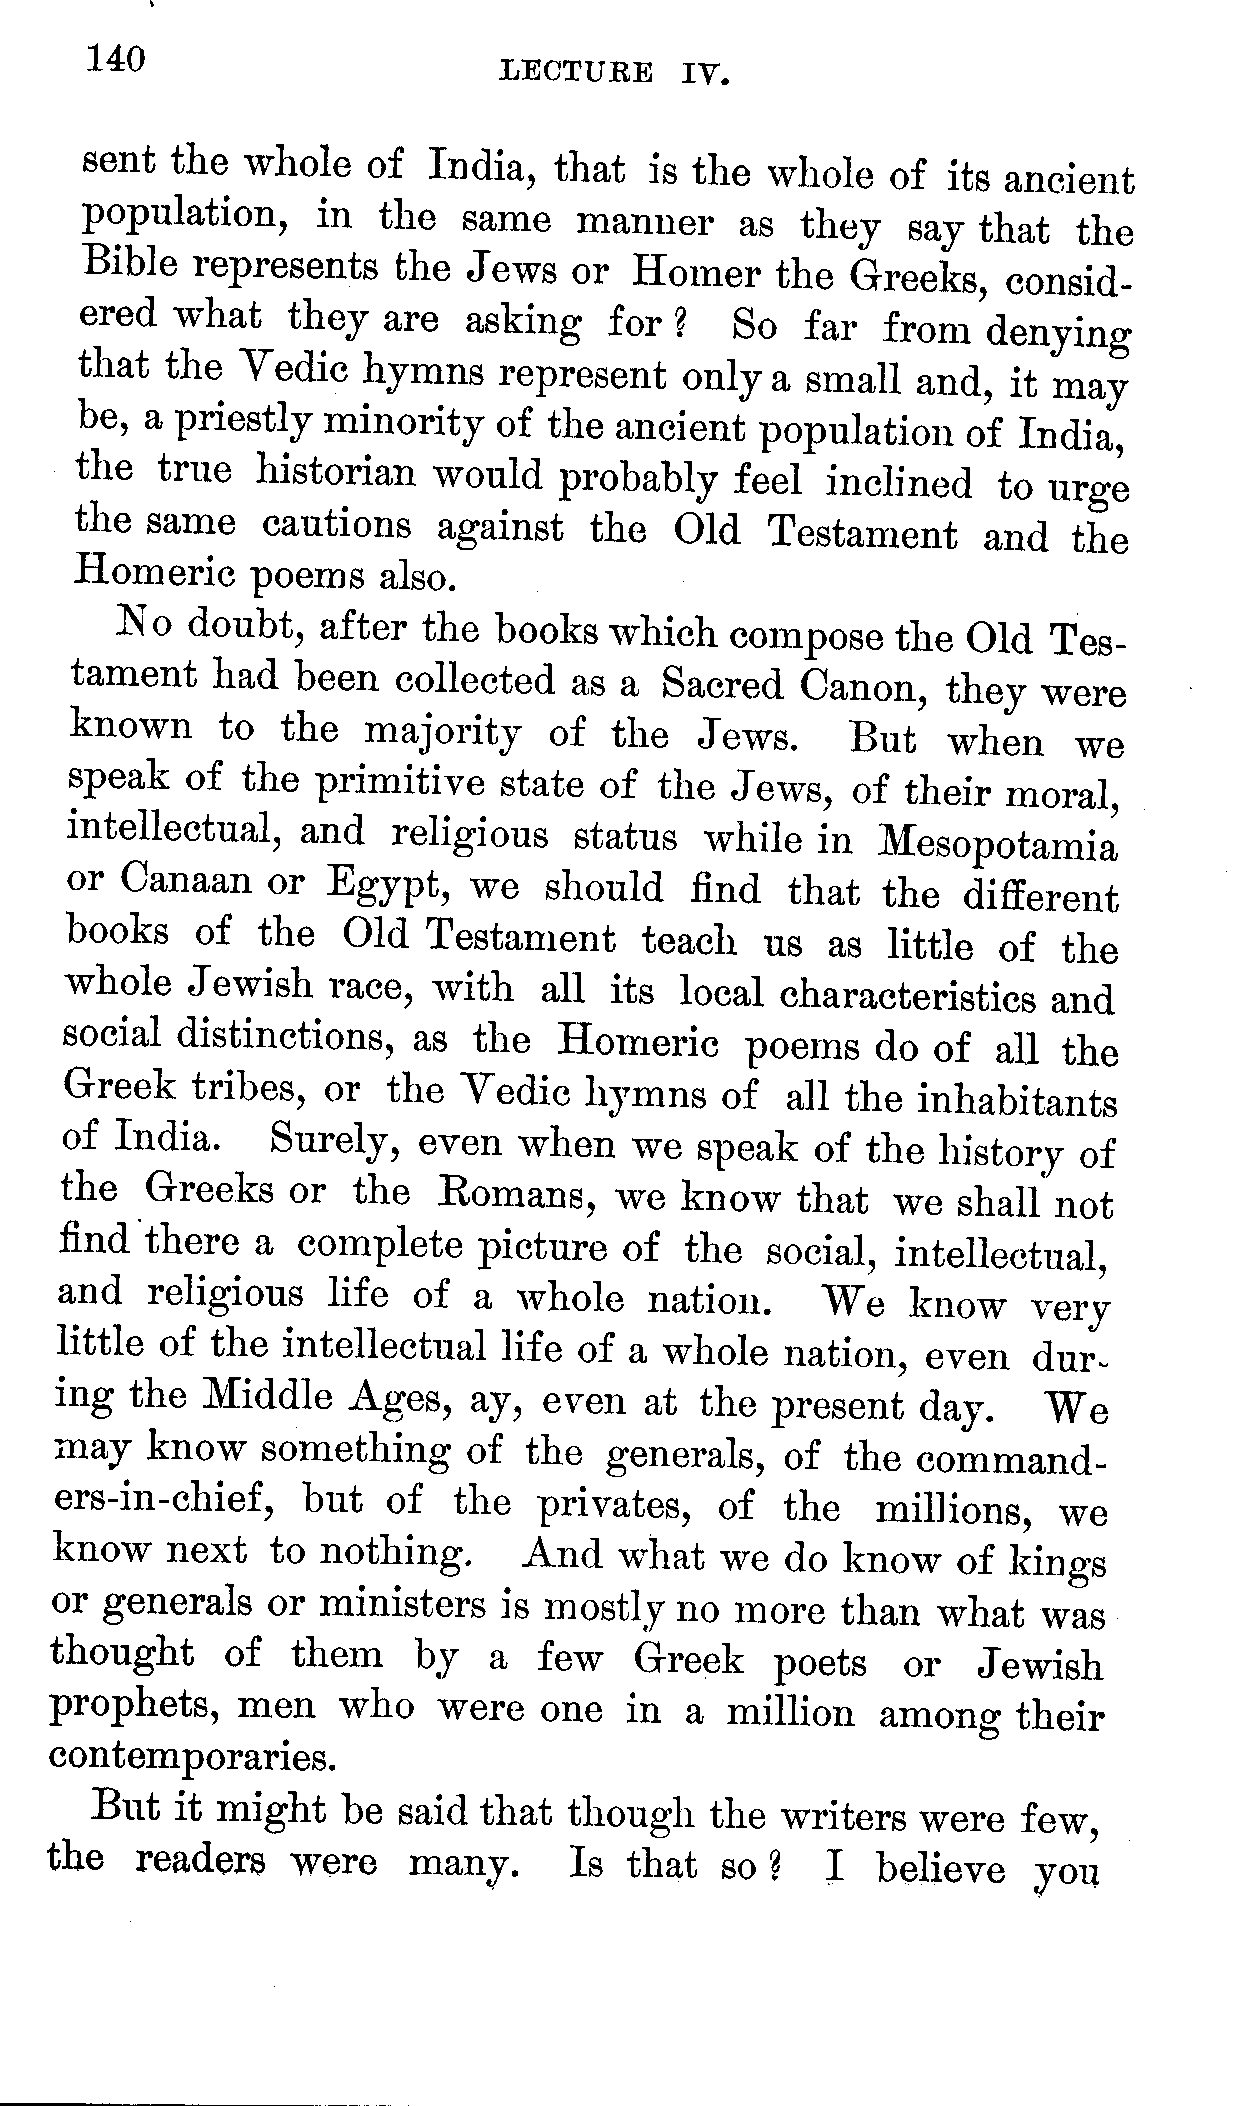 140
LECTURE IV.
sent the whole of India, that is the whole of its ancient
population, in the same manner as they say that the
Bible represents the Jews or Homer the Greeks, consid-
ered what they are asking for? So far from denying
that the Vedic hymns represent only a small and, it may
be, a priestly minority of the ancient population of India,
the true historian would probably feel inclined to urge
the same cautions against the Old Testament and the
Homeric poems also.
No doubt, after the books which compose the Old Tes-
tament had been collected as a Sacred Canon, they were
known to the majority of the Jews. But when we
speak of the primitive state of the Jews, of their moral,
intellectual, and religious status while in Mesopotamia
or Canaan or Egypt, we should find that the different
books of the Old Testament teach us as little of the
whole Jewish race, with all its local characteristics and
social distinctions, as the Homeric poems do of all the
Greek tribes, or the Vedic hymns of all the inhabitants
of India. Surely, even when we speak of the history of
the Greeks or the Romans, we know that we shall not
find there a complete picture of the social, intellectual,
and religious life of a whole nation. We know very
little of the intellectual life of a whole nation, even dur-
ing the Middle Ages, ay, even at the present day. We
may know something of the generals, of the command-
ers-in-chief, but of the privates, of the millions, we
know next to nothing. And what we do know of kings
or generals or ministers is mostly no more than what was
thought of them by a few Greek poets or Jewish
prophets, men who were one in a million among their
contemporaries.
But it might be said that though the writers were few,
the readers were many. Is that so? I believe you